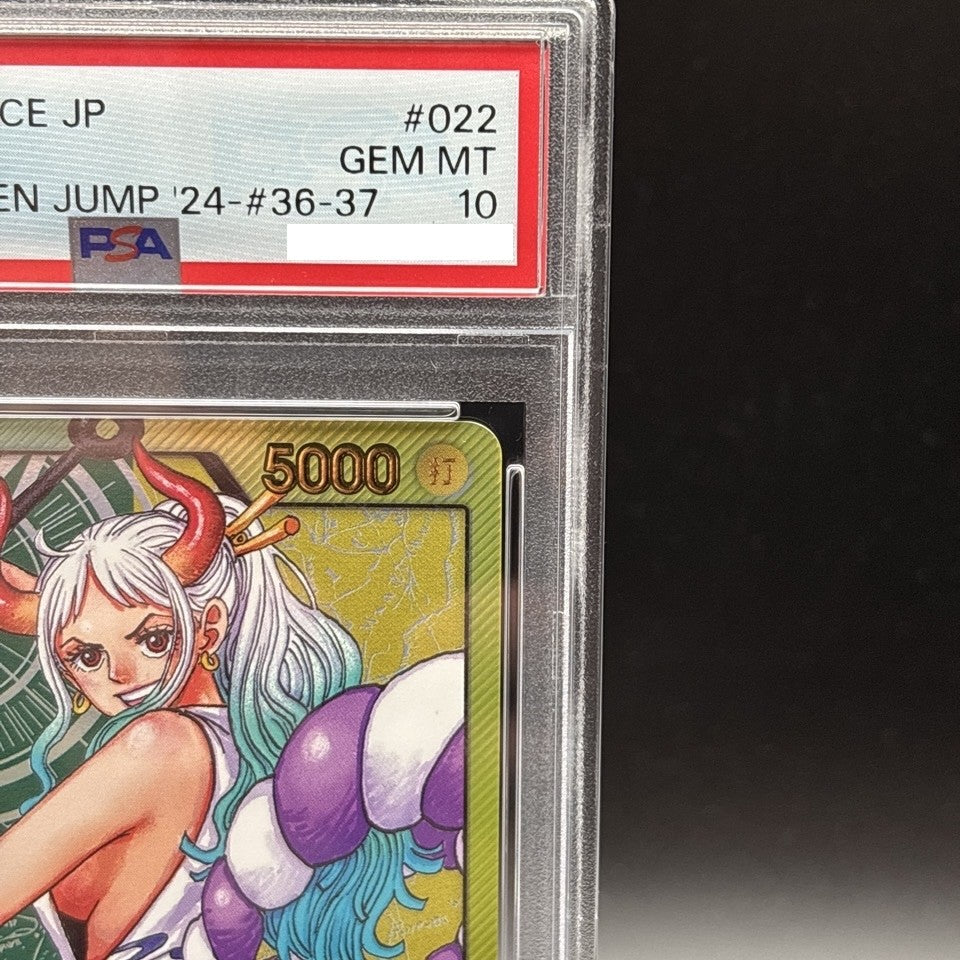 CE JP #022
GEM MT
EN JUMP '24-#36-37 10
PSA
5000 打